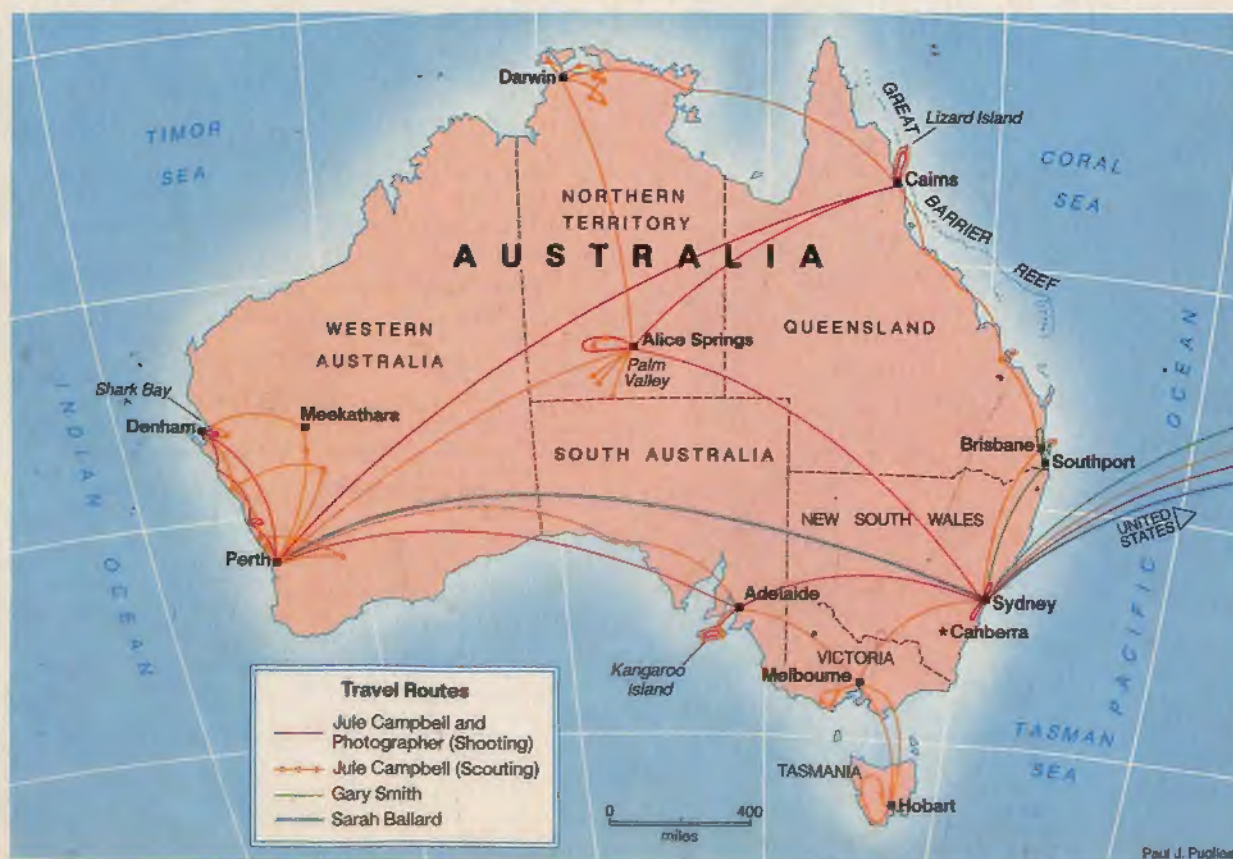 Darwin
TIMOR
SEA
GREAT
Lizard Island
CORAL
SEA
Cairns
BARRIER
REEF
NORTHERN
TERRITORY
AUSTRALIA
WESTERN
AUSTRALIA
QUEENSLAND
Alice Springs
Palm
Valley
Shark Bay
Denham
Meekathara
INDIAN OCEAN
SOUTH AUSTRALIA
Brisbane
Southport
NEW SOUTH WALES
UNITED
STATES
PACIFIC OCEAN
Perth
Adelaide
Sydney
Canberra
Kangaroo
Island
VICTORIA
Melbourne
TASMAN
SEA
TASMANIA
Hobart
Travel Routes
Jule Campbell and
Photographer (Shooting)
Jule Campbell (Scouting)
Gary Smith
Sarah Ballard
0 400
miles
Paul J. Puglies